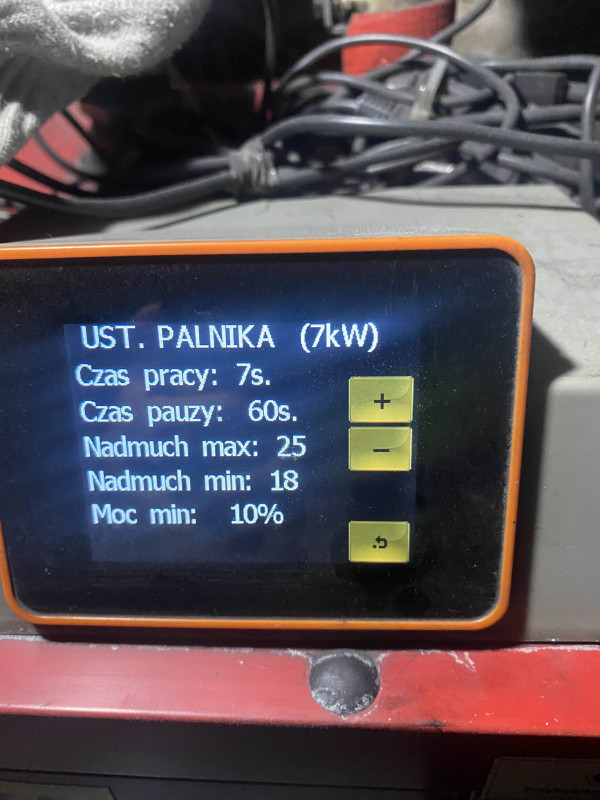 UST. PALNIKA (7kW)
Czas pracy: 7s.
Czas pauzy: 60s.
Nadmuch max: 25
Nadmuch min: 18
Moc min: 10%
+
−